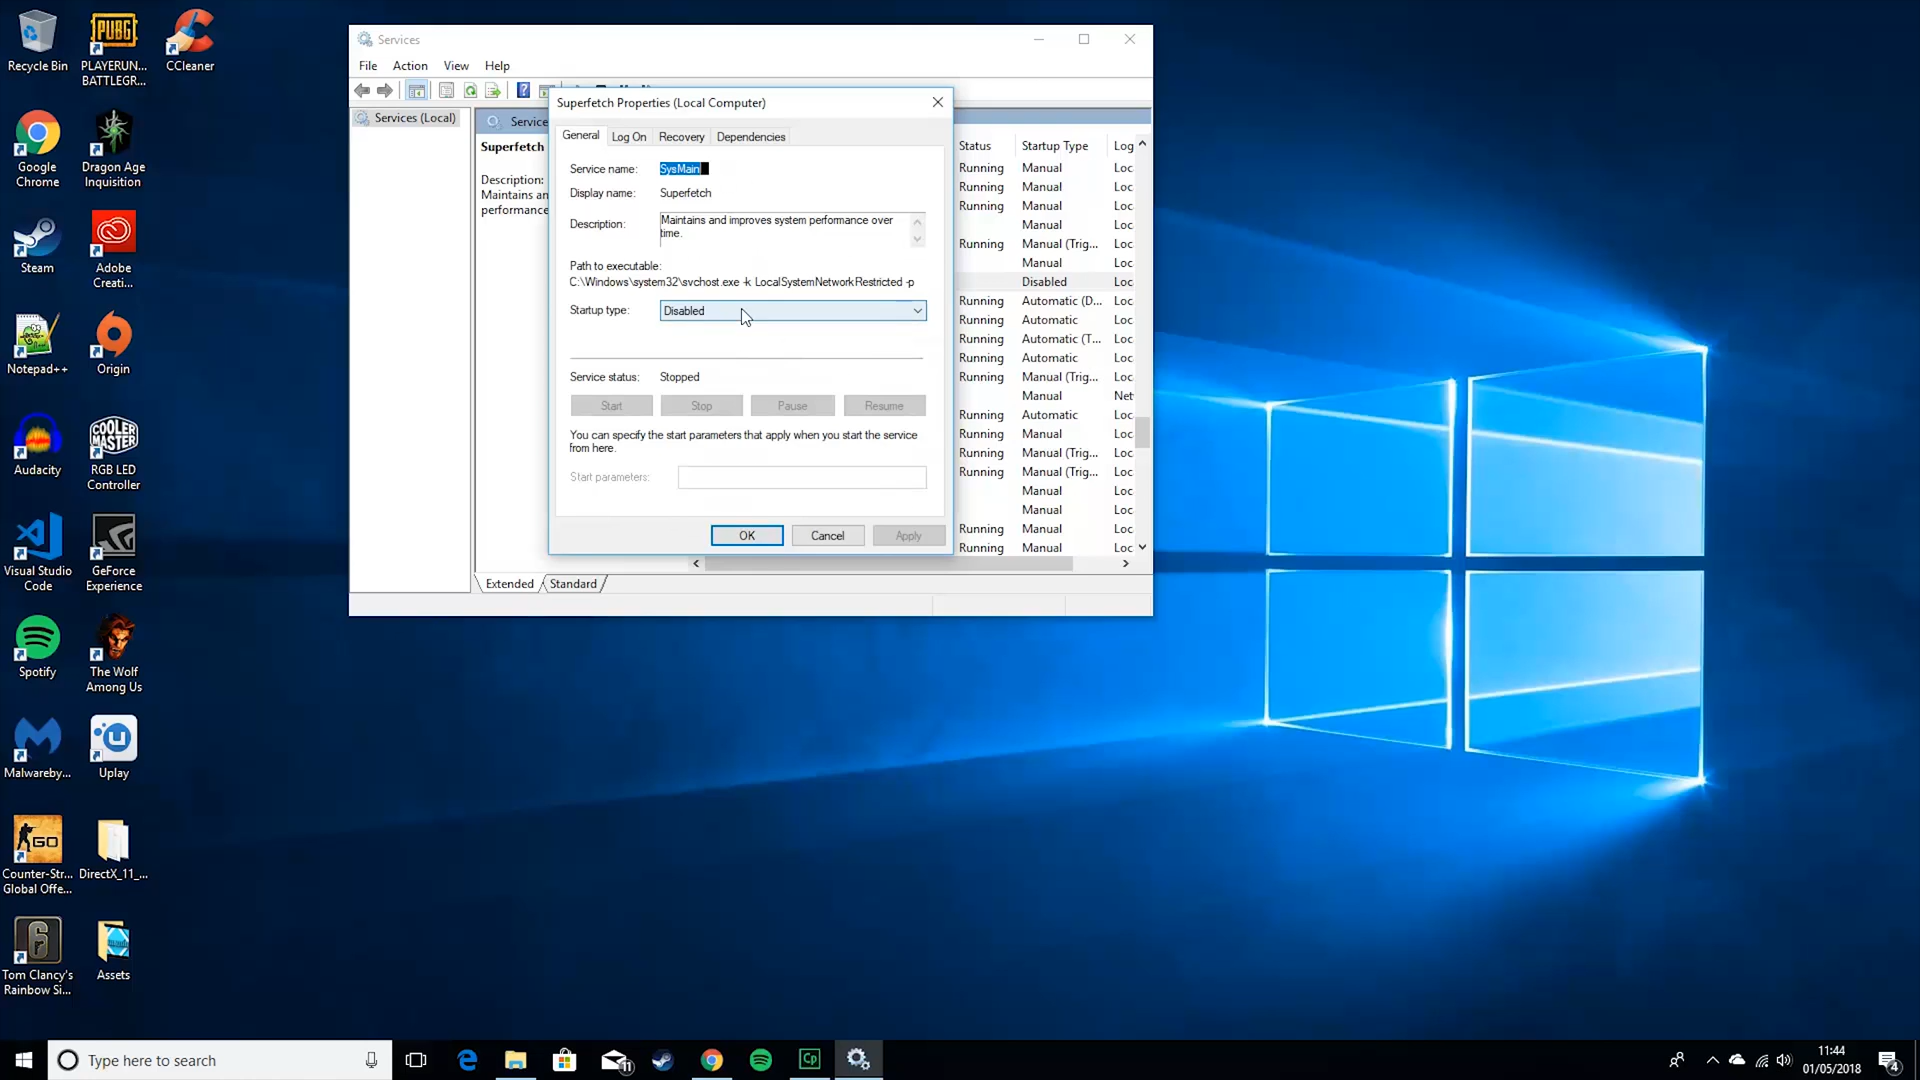 Recycle Bin
PLAYERUN...
BATTLEGR...
CCleaner
Google
Chrome
Dragon Age
Inquisition
Steam
Adobe
Creati...
Notepad++
Origin
Audacity
COOLER
MASTER
RGB LED
Controller
Visual Studio
Code
GeForce
Experience
Spotify
The Wolf
Among Us
Malwareby...
Uplay
GO
Counter-Str...
Global Offe...
DirectX_11_...
Tom Clancy's
Rainbow Si...
Assets
PUBG
Services
File Action View Help
Services (Local)
Service
Superfetch
Description:
Maintains an
performance
Superfetch Properties (Local Computer)
General Log On Recovery Dependencies
Service name: SysMain
Display name: Superfetch
Description: Maintains and improves system performance over
time.
Path to executable:
C:\Windows\system32\svchost.exe -k LocalSystemNetworkRestricted -p
Startup type: Disabled
Service status: Stopped
Start Stop Pause Resume
You can specify the start parameters that apply when you start the service
from here.
Start parameters:
OK Cancel Apply
Status Startup Type Log
Running Manual Loc
Running Manual Loc
Running Manual Loc
Manual Loc
Running Manual (Trig... Loc
Manual Loc
Disabled Loc
Running Automatic (D... Loc
Running Automatic Loc
Running Automatic (T... Loc
Running Automatic Loc
Running Manual (Trig... Loc
Manual Net
Running Automatic Loc
Running Manual Loc
Running Manual (Trig... Loc
Running Manual (Trig... Loc
Manual Loc
Manual Loc
Running Manual Loc
Running Manual Loc
Extended Standard
Type here to search
11
Cp
11:44
01/05/2018
4